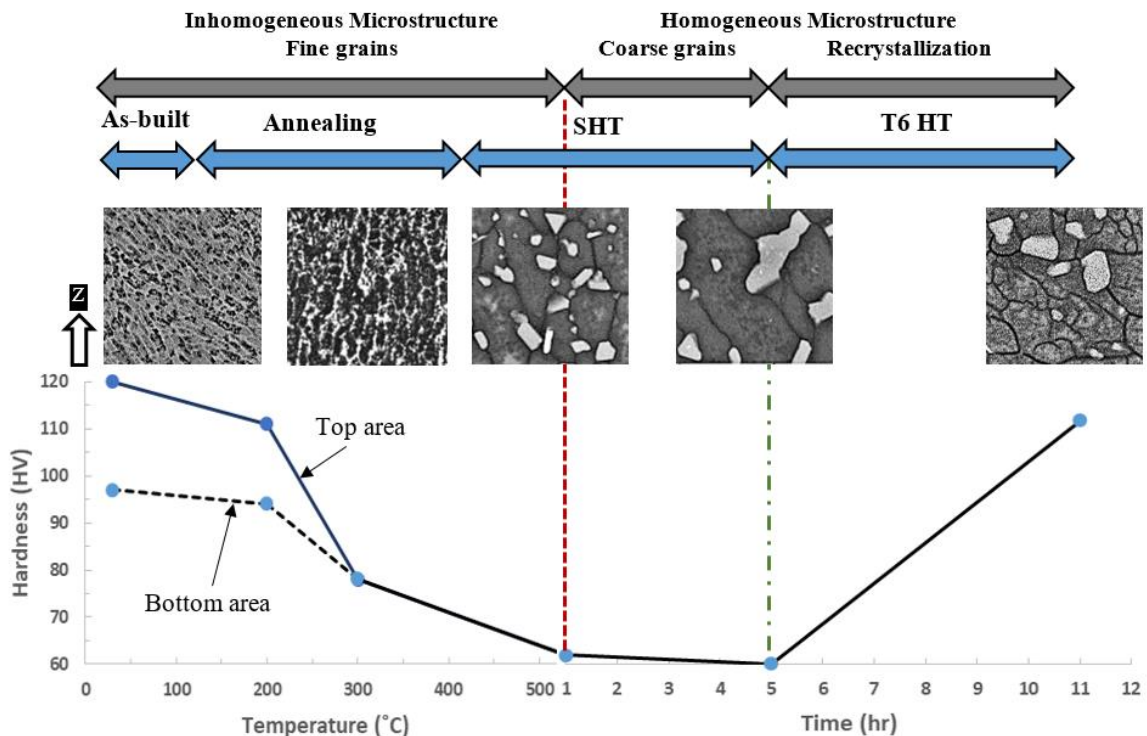 Inhomogeneous Microstructure
Fine grains
Homogeneous Microstructure
Coarse grains
Recrystallization
As-built
Annealing
SHT
T6 HT
Z
120
110
100
90
80
70
60
Hardness (HV)
Top area
Bottom area
0 100 200 300 400 500 1 2 3 4 5 6 7 8 9 10 11 12
Temperature (˚C)
Time (hr)